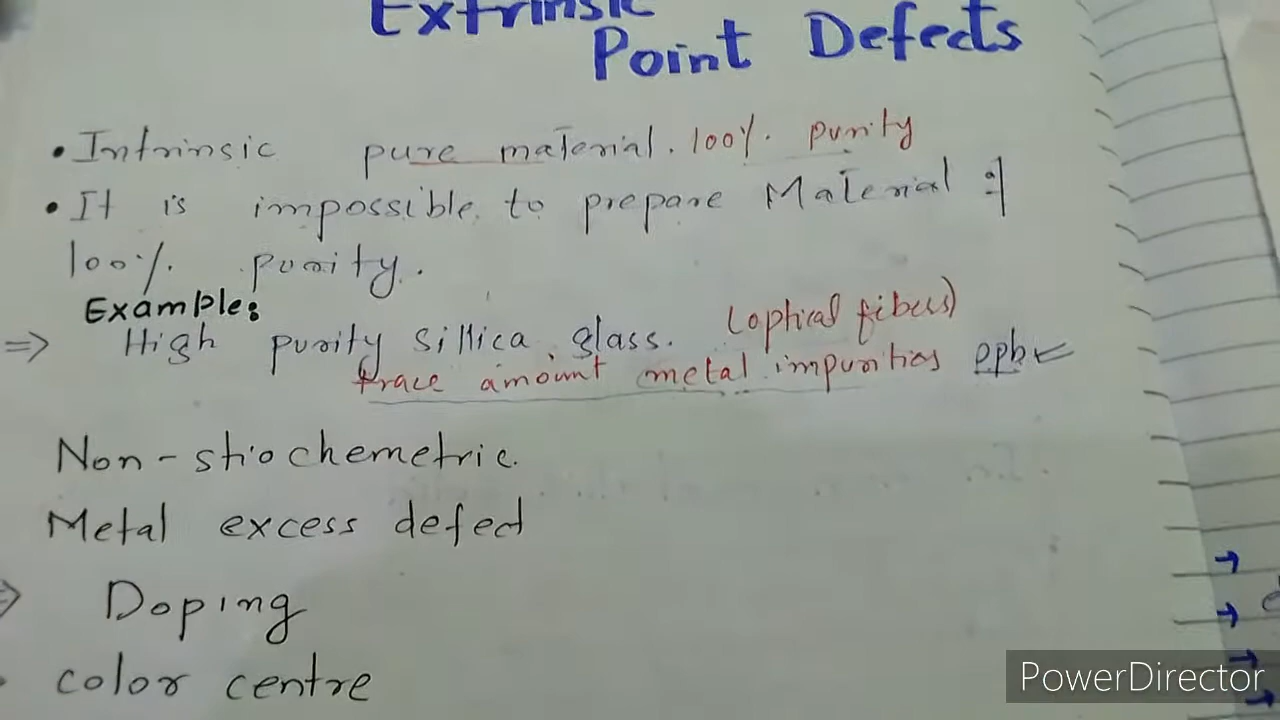 Extrinsic
Point Defects
• Intrinsic pure material. 100%. purity
• It is impossible to prepare Material of
100%. purity.
Example:
⇒ High purity sillica glass. (optical fibers)
trace amount metal impurities ppb
Non-stiochemetric.
Metal excess defect
⇒ Doping
color centre
PowerDirector